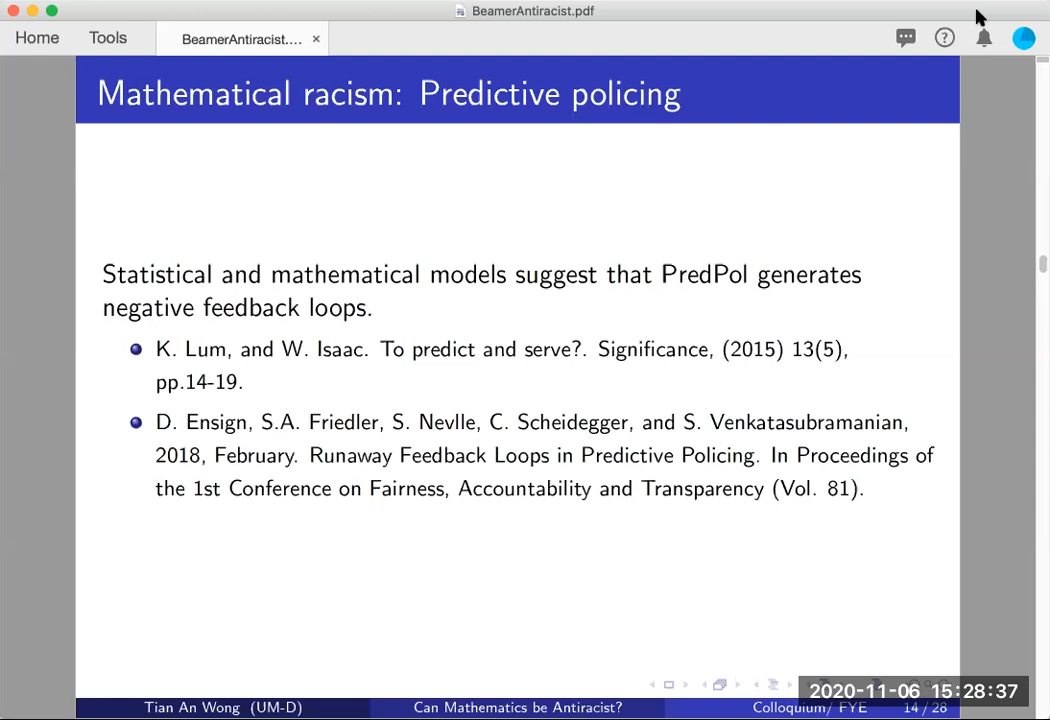 BeamerAntiracist.pdf
Home Tools BeamerAntiracist.... ×
Mathematical racism: Predictive policing
Statistical and mathematical models suggest that PredPol generates
negative feedback loops.
K. Lum, and W. Isaac. To predict and serve?. Significance, (2015) 13(5),
pp.14-19.
D. Ensign, S.A. Friedler, S. Nevlle, C. Scheidegger, and S. Venkatasubramanian,
2018, February. Runaway Feedback Loops in Predictive Policing. In Proceedings of
the 1st Conference on Fairness, Accountability and Transparency (Vol. 81).
2020-11-06 15:28:37
Tian An Wong (UM-D) Can Mathematics be Antiracist? Colloquium/ FYE 14 / 28